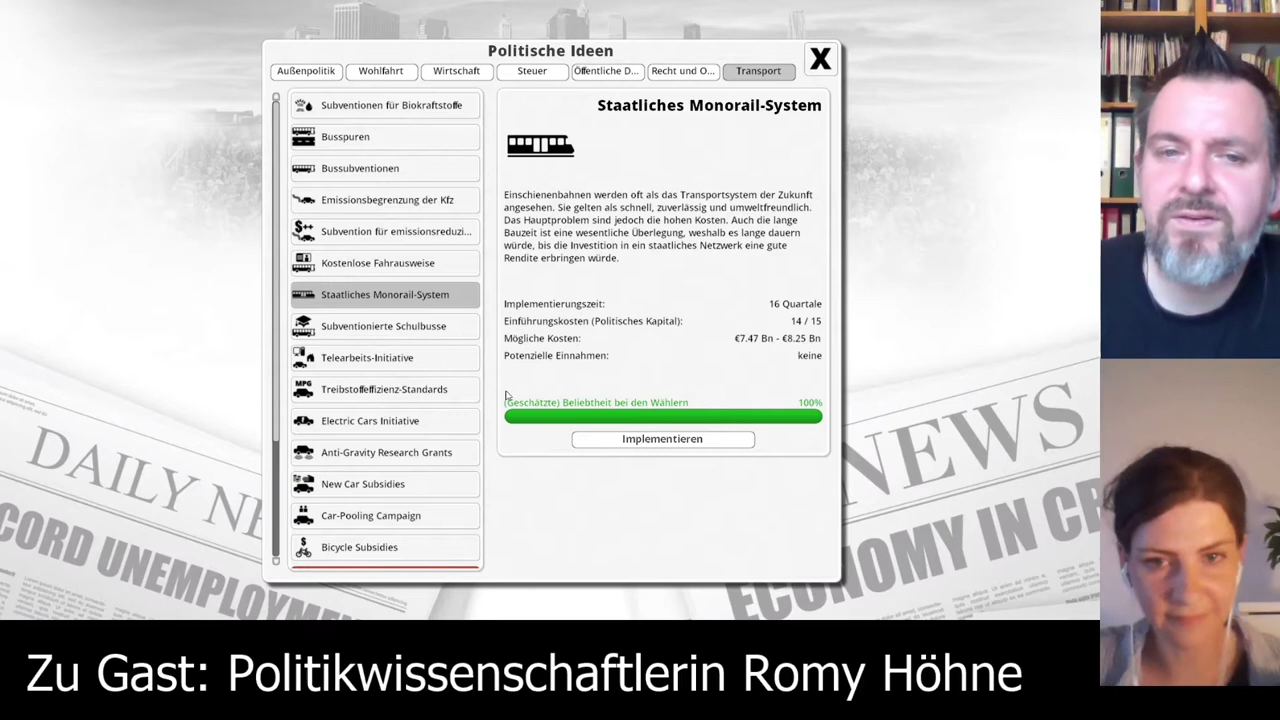 Politische Ideen
X
Außenpolitik
Wohlfahrt
Wirtschaft
Steuer
Öffentliche D...
Recht und O...
Transport
Subventionen für Biokraftstoffe
Busspuren
Bussubventionen
Emissionsbegrenzung der Kfz
Subvention für emissionsreduzi...
Kostenlose Fahrausweise
Staatliches Monorail-System
Subventionierte Schulbusse
Telearbeits-Initiative
MPG
Treibstoffeffizienz-Standards
Electric Cars Initiative
Anti-Gravity Research Grants
New Car Subsidies
Car-Pooling Campaign
Bicycle Subsidies
Staatliches Monorail-System
Einschienenbahnen werden oft als das Transportsystem der Zukunft
angesehen. Sie gelten als schnell, zuverlässig und umweltfreundlich.
Das Hauptproblem sind jedoch die hohen Kosten. Auch die lange
Bauzeit ist eine wesentliche Überlegung, weshalb es lange dauern
würde, bis die Investition in ein staatliches Netzwerk eine gute
Rendite erbringen würde.
Implementierungszeit: 16 Quartale
Einführungskosten (Politisches Kapital): 14 / 15
Mögliche Kosten: €7.47 Bn - €8.25 Bn
Potenzielle Einnahmen: keine
(Geschätzte) Beliebtheit bei den Wählern 100%
Implementieren
DAILY NE
CORD UNEMPLOYME
NEWS
ECONOMY IN CR
Zu Gast: Politikwissenschaftlerin Romy Höhne